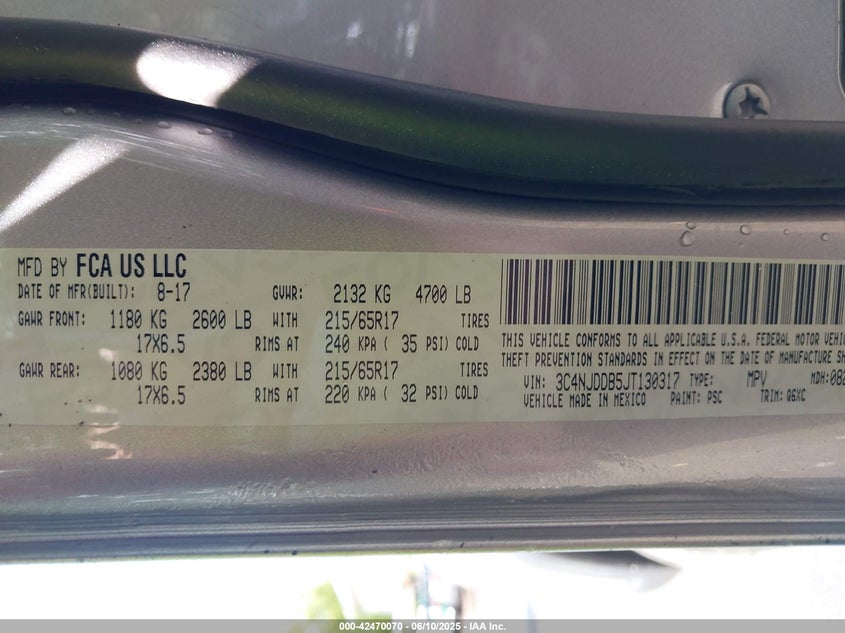 MFD BY FCA US LLC
DATE OF MFR(BUILT): 8-17 GVWR: 2132 KG 4700 LB
GAWR FRONT: 1180 KG 2600 LB WITH 215/65R17 TIRES
17X6.5 RIMS AT 240 KPA ( 35 PSI) COLD
GAWR REAR: 1080 KG 2380 LB WITH 215/65R17 TIRES
17X6.5 RIMS AT 220 KPA ( 32 PSI) COLD
THIS VEHICLE CONFORMS TO ALL APPLICABLE U.S.A. FEDERAL MOTOR
THEFT PREVENTION STANDARDS IN EFFECT ON THE DATE OF MANUFACTURE
VIN: 3C4NJDDB5JT130317 TYPE: MPV MDH:
VEHICLE MADE IN MEXICO PAINT: PSC TRIM: Q6XC
000-42470070 - 06/10/2025 - IAA Inc.